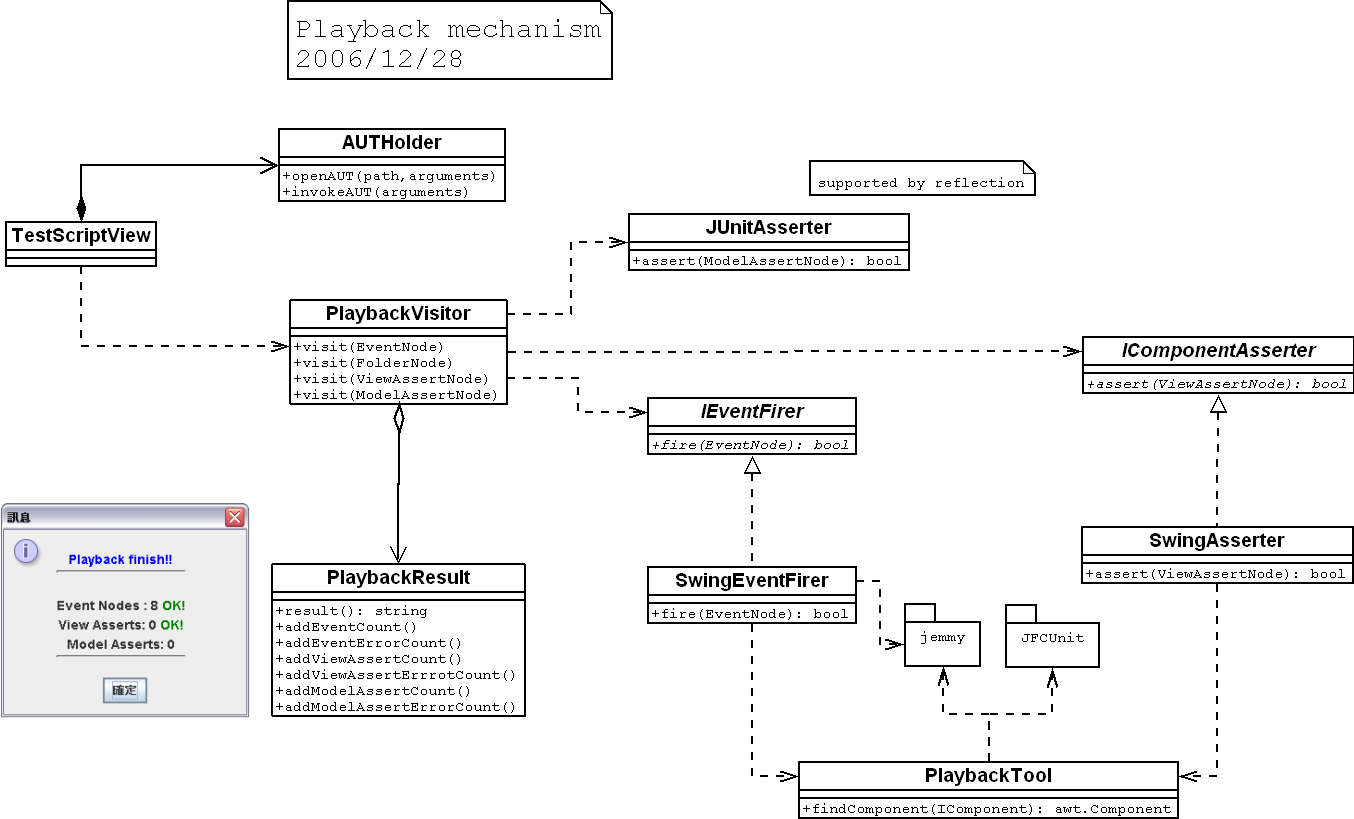 Playback mechanism
2006/12/28
AUTHolder
+openAUT(path,arguments)
+invokeAUT(arguments)
supported by reflection
TestScriptView
JUnitAsserter
+assert(ModelAssertNode): bool
PlaybackVisitor
+visit(EventNode)
+visit(FolderNode)
+visit(ViewAssertNode)
+visit(ModelAssertNode)
IComponentAsserter
+assert(ViewAssertNode): bool
IEventFirer
+fire(EventNode): bool
訊息
Playback finish!!
Event Nodes : 8 OK!
View Asserts: 0 OK!
Model Asserts: 0
確定
PlaybackResult
+result(): string
+addEventCount()
+addEventErrorCount()
+addViewAssertCount()
+addViewAssertErrrotCount()
+addModelAssertCount()
+addModelAssertErrorCount()
SwingEventFirer
+fire(EventNode): bool
SwingAsserter
+assert(ViewAssertNode): bool
jemmy
JFCUnit
PlaybackTool
+findComponent(IComponent): awt.Component